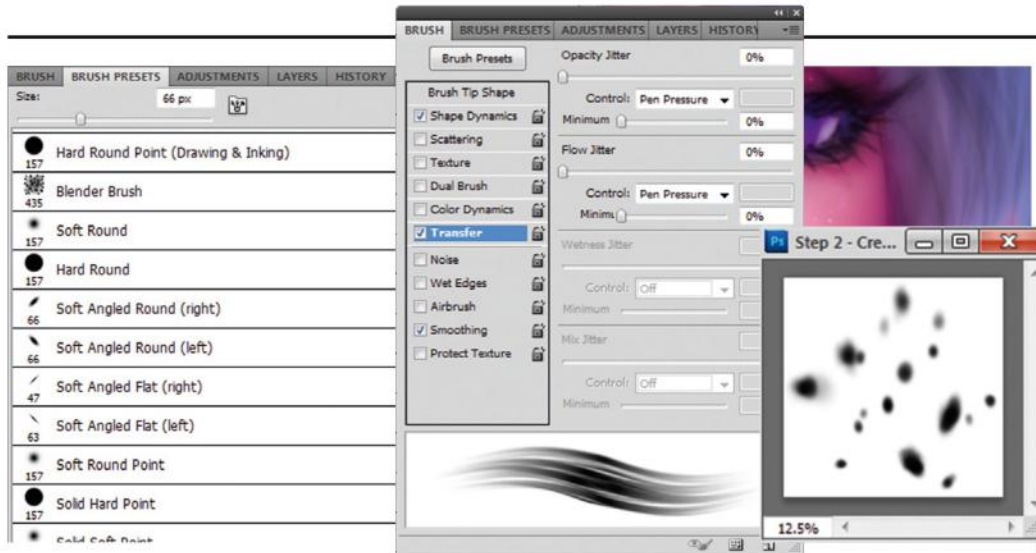 BRUSH BRUSH PRESETS ADJUSTMENTS LAYERS HISTORY
Size: 66 px
157 Hard Round Point (Drawing & Inking)
435 Blender Brush
157 Soft Round
157 Hard Round
66 Soft Angled Round (right)
66 Soft Angled Round (left)
47 Soft Angled Flat (right)
63 Soft Angled Flat (left)
157 Soft Round Point
157 Solid Hard Point
Solid Soft Point
BRUSH BRUSH PRESETS ADJUSTMENTS LAYERS HISTORY
Brush Presets
Brush Tip Shape
Shape Dynamics
Scattering
Texture
Dual Brush
Color Dynamics
Transfer
Noise
Wet Edges
Airbrush
Smoothing
Protect Texture
Opacity Jitter 0%
Control: Pen Pressure
Minimum 0%
Flow Jitter 0%
Control: Pen Pressure
Minimu 0%
Wetness Jitter
Control: Off
Minimum
Mix Jitter
Control: Off
Minimum
Ps Step 2 - Cre...
12.5%